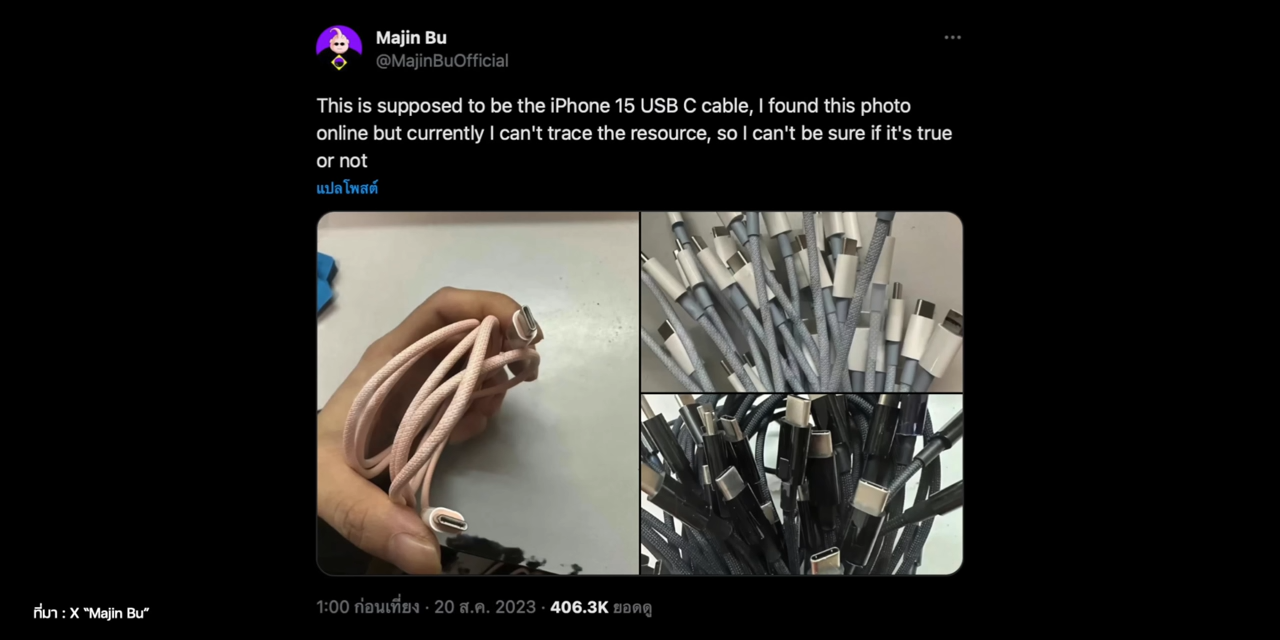 Majin Bu
@MajinBuOfficial
This is supposed to be the iPhone 15 USB C cable, I found this photo
online but currently I can't trace the resource, so I can't be sure if it's true
or not
แปลโพสต์
1:00 ก่อนเที่ยง · 20 ส.ค. 2023 · 406.3K ยอดดู
ที่มา : X “Majin Bu”